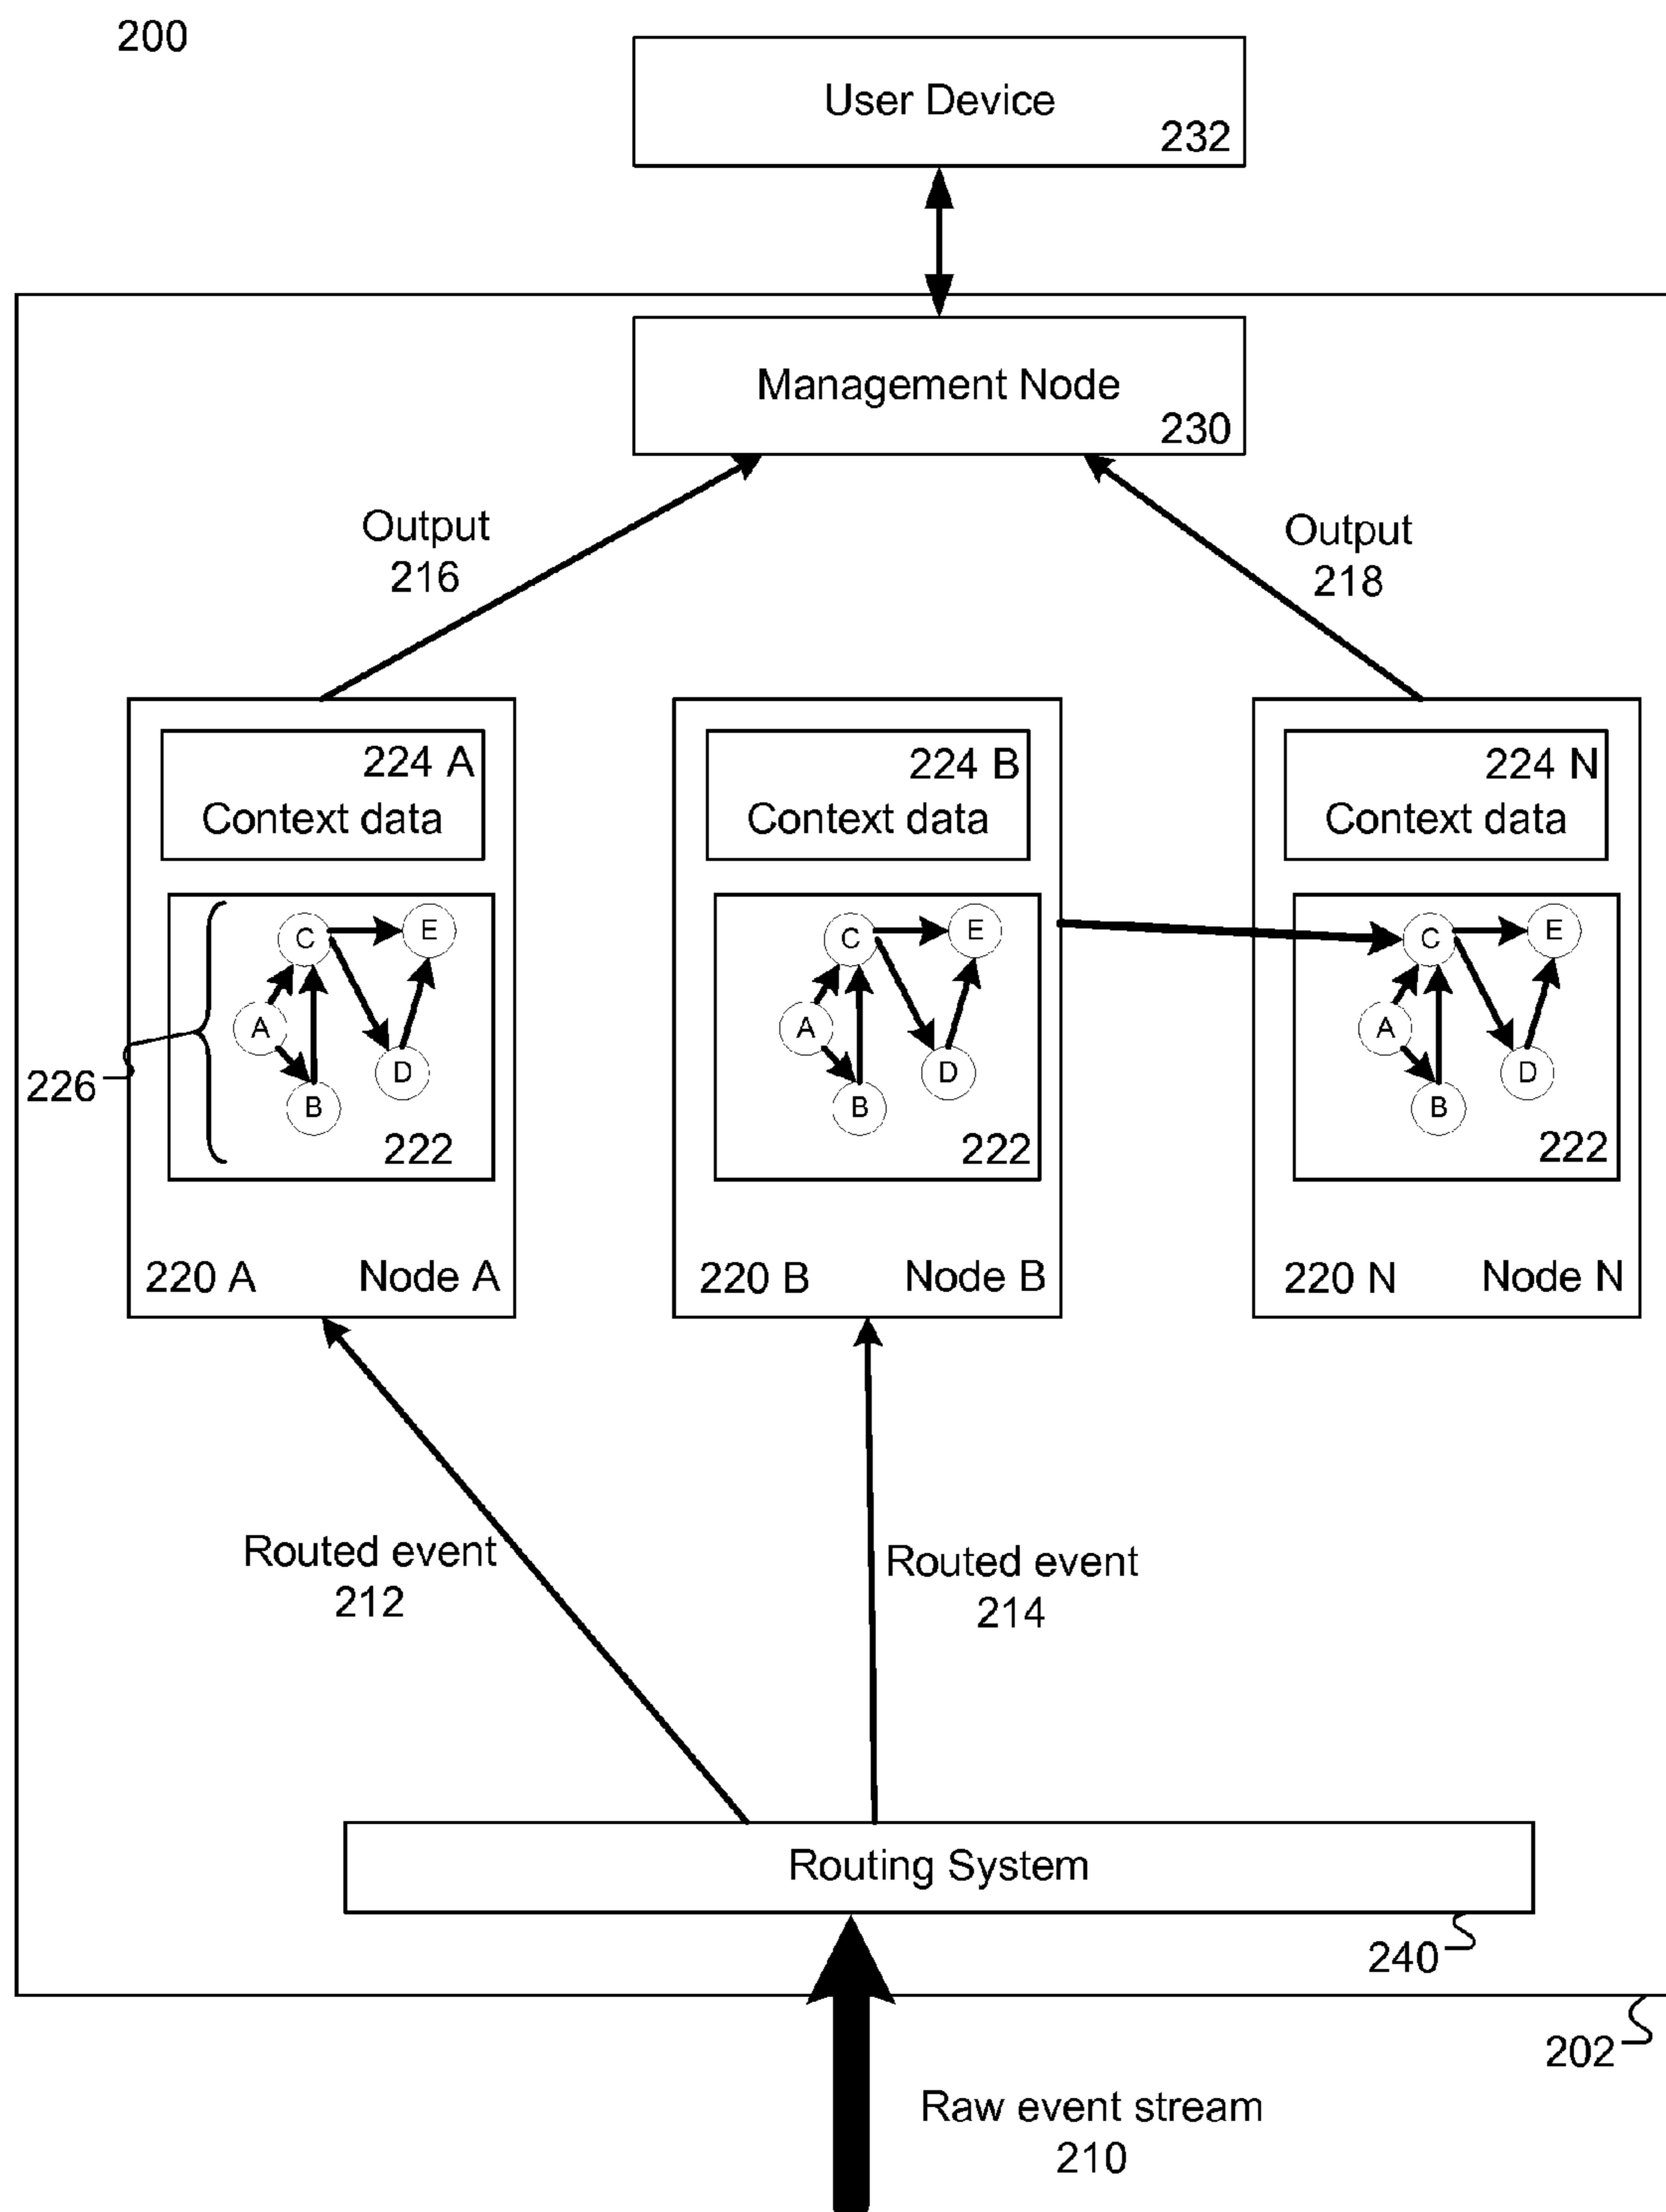 200
User Device
232
Management Node
230
Output
216
Output
218
224 A
Context data
224 B
Context data
224 N
Context data
C
E
A
D
B
222
C
E
A
D
B
222
C
E
A
D
B
222
226
220 A
Node A
220 B
Node B
220 N
Node N
Routed event
212
Routed event
214
Routing System
240
202
Raw event stream
210